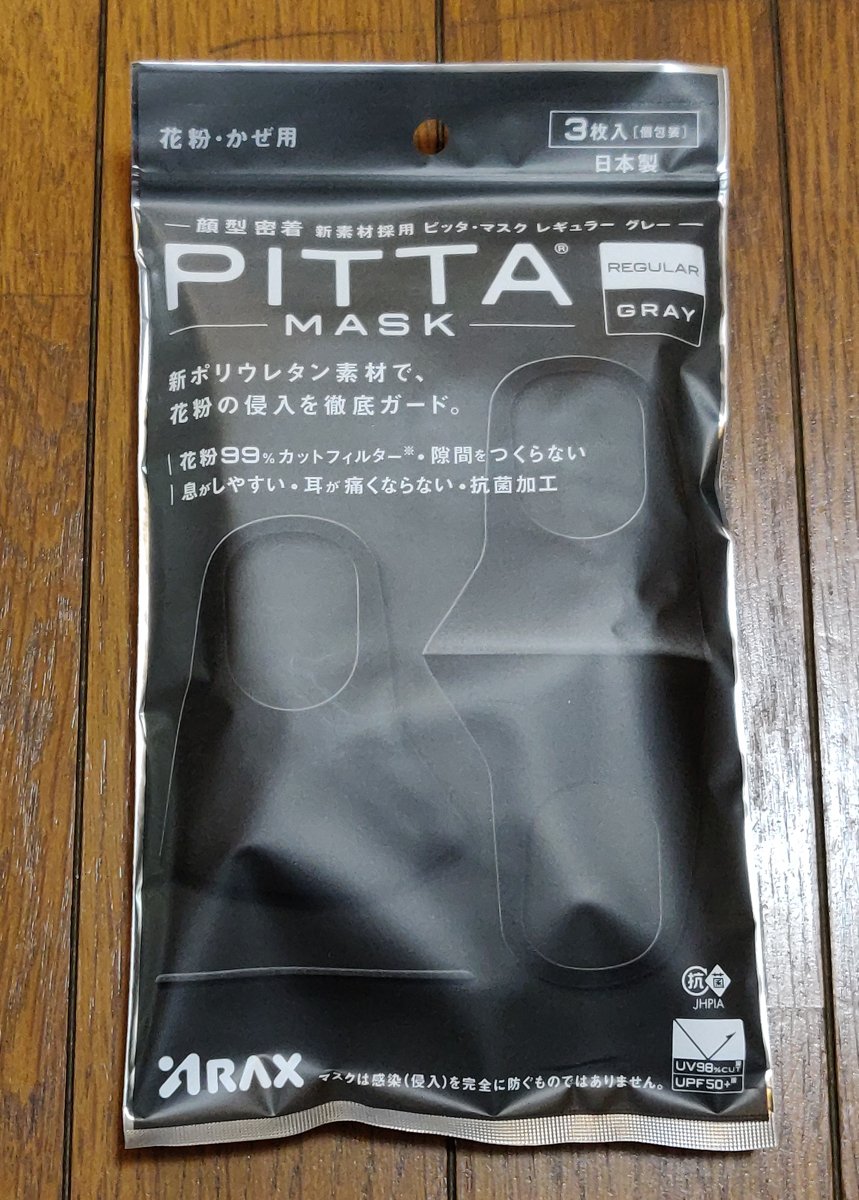 花粉・かぜ用
3枚入[個包装]
日本製
顔型密着 新素材採用 ピッタ・マスク レギュラー グレー
PITTA®
MASK
REGULAR
GRAY
新ポリウレタン素材で、
花粉の侵入を徹底ガード。
花粉99%カットフィルター※・隙間をつくらない
息がしやすい・耳が痛くならない・抗菌加工
抗菌
JHPIA
UV98%CUT
UPF50+
ARAX
マスクは感染(侵入)を完全に防ぐものではありません。